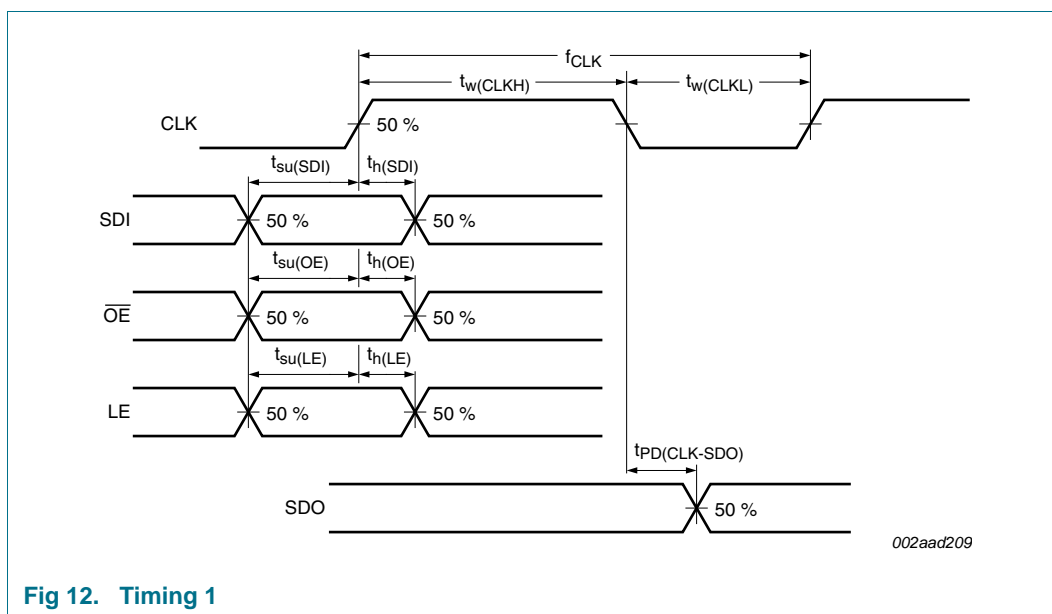 fCLK
tw(CLKH) tw(CLKL)
CLK 50 %
tsu(SDI) th(SDI)
SDI 50 % 50 %
tsu(OE) th(OE)
OE 50 % 50 %
tsu(LE) th(LE)
LE 50 % 50 %
tPD(CLK-SDO)
SDO 50 %
002aad209
Fig 12. Timing 1